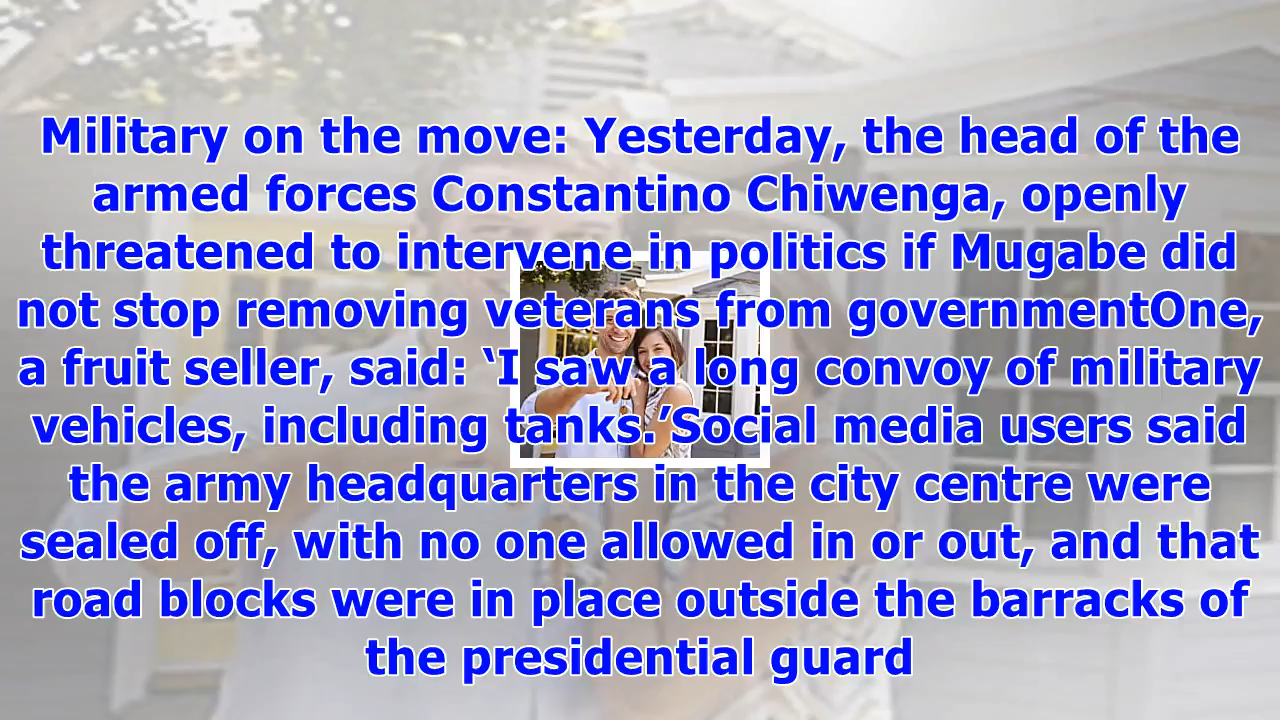 Military on the move: Yesterday, the head of the
armed forces Constantino Chiwenga, openly
threatened to intervene in politics if Mugabe did
not stop removing veterans from governmentOne,
a fruit seller, said: ‘I saw a long convoy of military
vehicles, including tanks.’Social media users said
the army headquarters in the city centre were
sealed off, with no one allowed in or out, and that
road blocks were in place outside the barracks of
the presidential guard